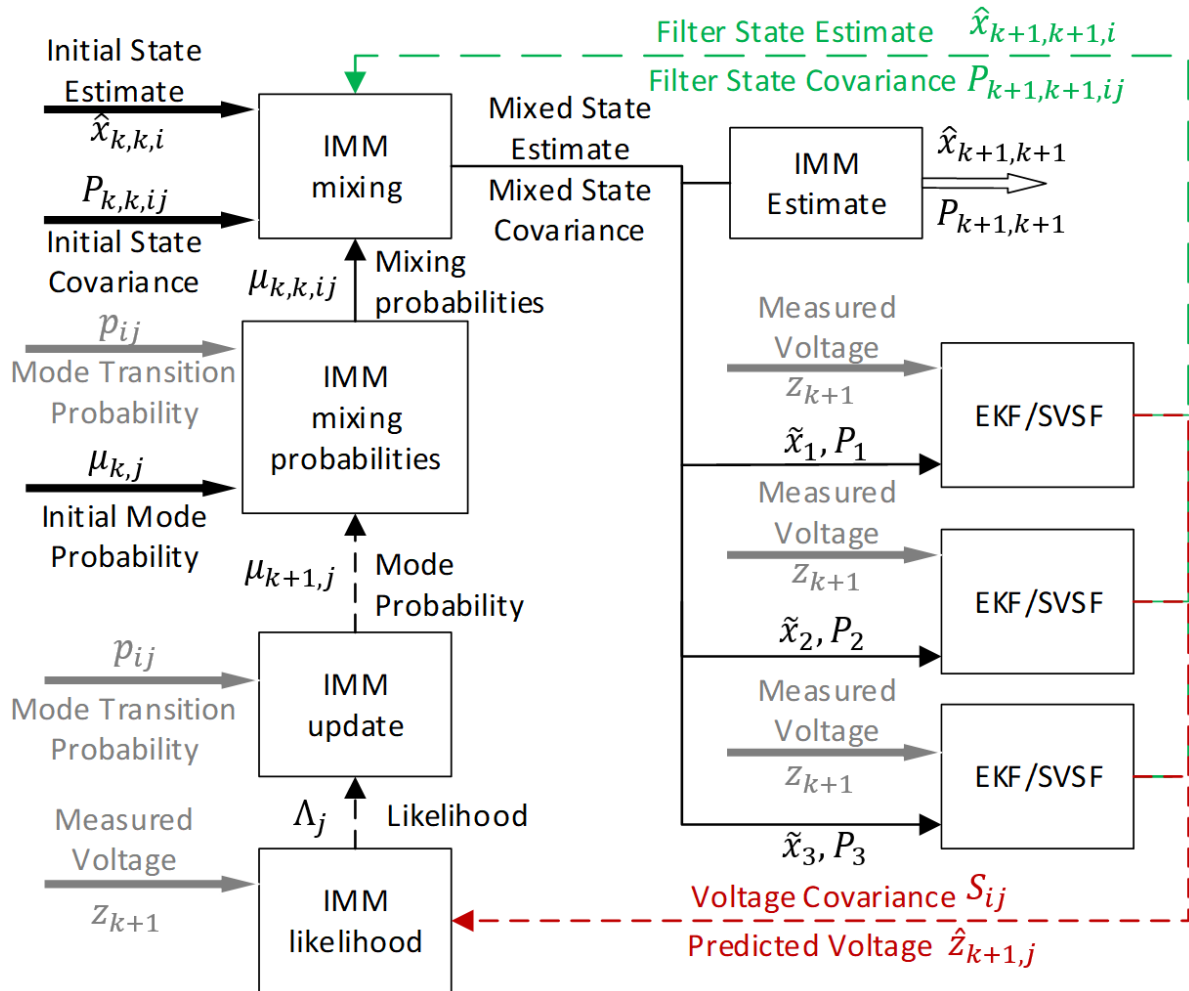 Initial State
Estimate
x̂_{k,k,i}
P_{k,k,ij}
Initial State
Covariance
IMM
mixing
Filter State Estimate x̂_{k+1,k+1,i}
Filter State Covariance P_{k+1,k+1,ij}
Mixed State
Estimate
Mixed State
Covariance
IMM
Estimate
x̂_{k+1,k+1}
P_{k+1,k+1}
μ_{k,k,ij}
Mixing
probabilities
p_{ij}
Mode Transition
Probability
μ_{k,j}
Initial Mode
Probability
IMM
mixing
probabilities
μ_{k+1,j}
Mode
Probability
p_{ij}
Mode Transition
Probability
IMM
update
Λ_j
Likelihood
Measured
Voltage
z_{k+1}
IMM
likelihood
Measured
Voltage
z_{k+1}
x̃_1, P_1
EKF/SVSF
Measured
Voltage
z_{k+1}
x̃_2, P_2
EKF/SVSF
Measured
Voltage
z_{k+1}
x̃_3, P_3
EKF/SVSF
Voltage Covariance S_{ij}
Predicted Voltage ẑ_{k+1,j}